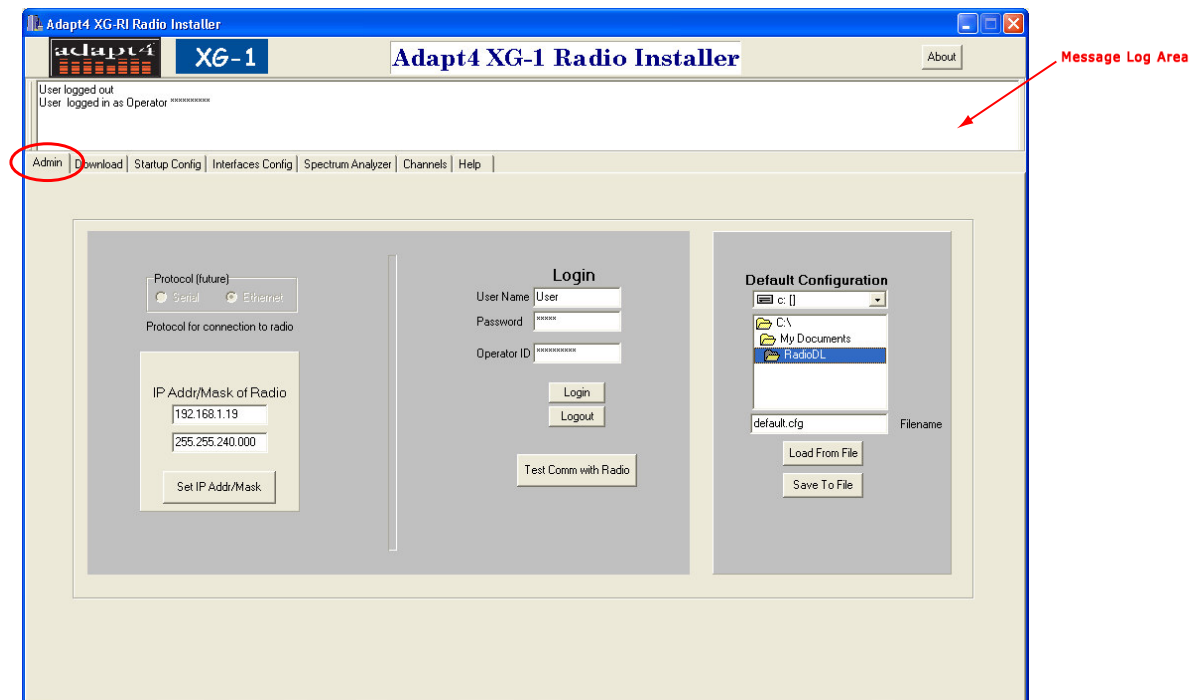 Adapt4 XG-RI Radio Installer
adapt4
XG-1
Adapt4 XG-1 Radio Installer
About
Message Log Area
User logged out
User logged in as Operator **********
Admin
Download
Startup Config
Interfaces Config
Spectrum Analyzer
Channels
Help
Protocol (future)
Serial
Ethernet
Protocol for connection to radio
IP Addr/Mask of Radio
192.168.1.19
255.255.240.000
Set IP Addr/Mask
Login
User Name
User
Password
*****
Operator ID
**********
Login
Logout
Test Comm with Radio
Default Configuration
c: []
C:\
My Documents
RadioDL
default.cfg
Filename
Load From File
Save To File